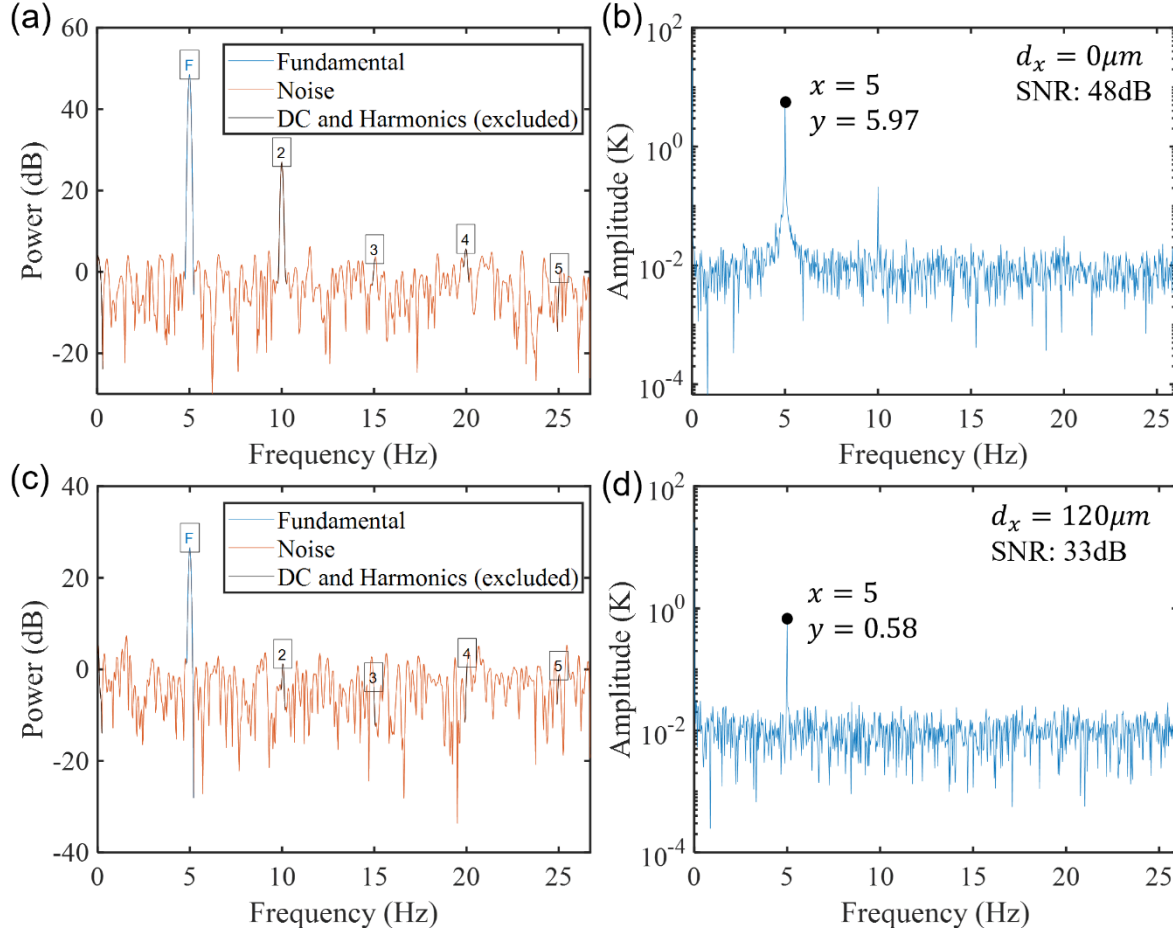 (a)
60
40
20
0
-20
Power (dB)
F
2
3
4
5
Fundamental
Noise
DC and Harmonics (excluded)
0 5 10 15 20 25
Frequency (Hz)
(b)
10^2
10^0
10^-2
10^-4
Amplitude (K)
x = 5
y = 5.97
d_x = 0μm
SNR: 48dB
0 5 10 15 20 25
Frequency (Hz)
(c)
40
20
0
-20
-40
Power (dB)
F
2
3
4
5
Fundamental
Noise
DC and Harmonics (excluded)
0 5 10 15 20 25
Frequency (Hz)
(d)
10^2
10^0
10^-2
10^-4
Amplitude (K)
x = 5
y = 0.58
d_x = 120μm
SNR: 33dB
0 5 10 15 20 25
Frequency (Hz)